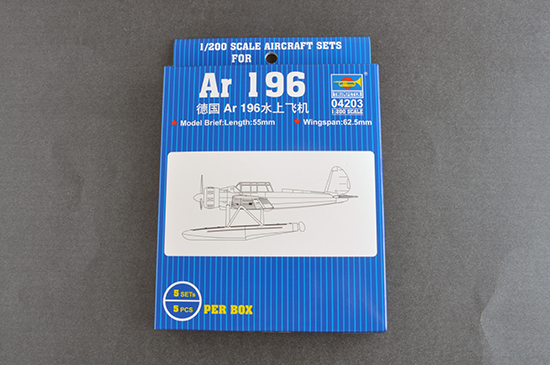 1/200 SCALE AIRCRAFT SETS
FOR
Ar 196
德国 Ar 196水上飞机
Model Brief:Length:55mm
Wingspan:62.5mm
04203
1:200 SCALE
5 SETs
5 PCS
PER BOX